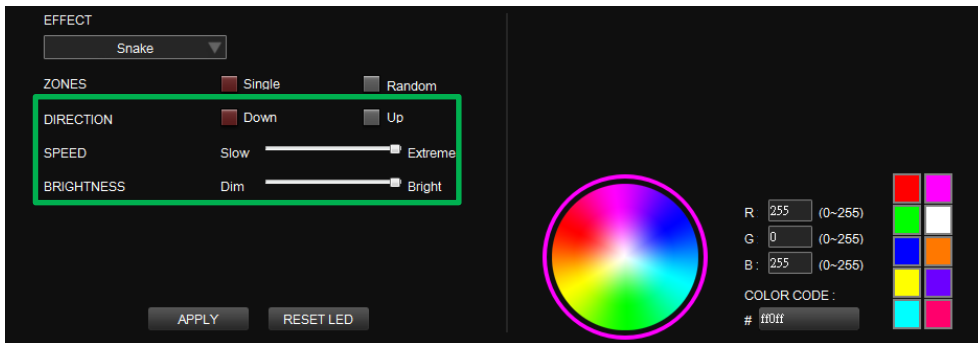 EFFECT
Snake
ZONES Single Random
DIRECTION Down Up
SPEED Slow Extreme
BRIGHTNESS Dim Bright
APPLY RESET LED
R: 255 (0~255)
G: 0 (0~255)
B: 255 (0~255)
COLOR CODE :
# ff0ff